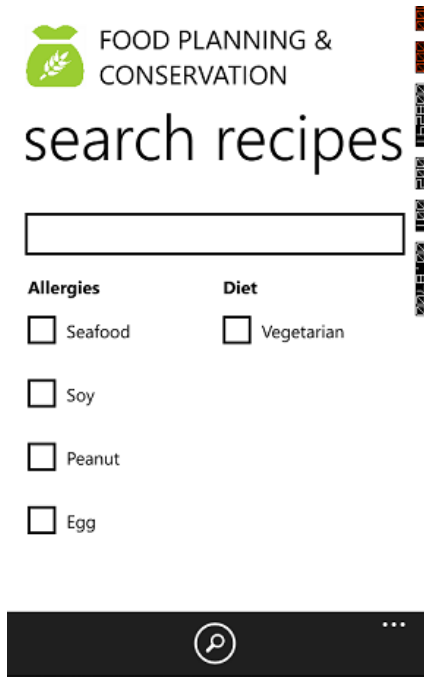 FOOD PLANNING &
CONSERVATION
search recipes
Allergies
Diet
Seafood
Vegetarian
Soy
Peanut
Egg